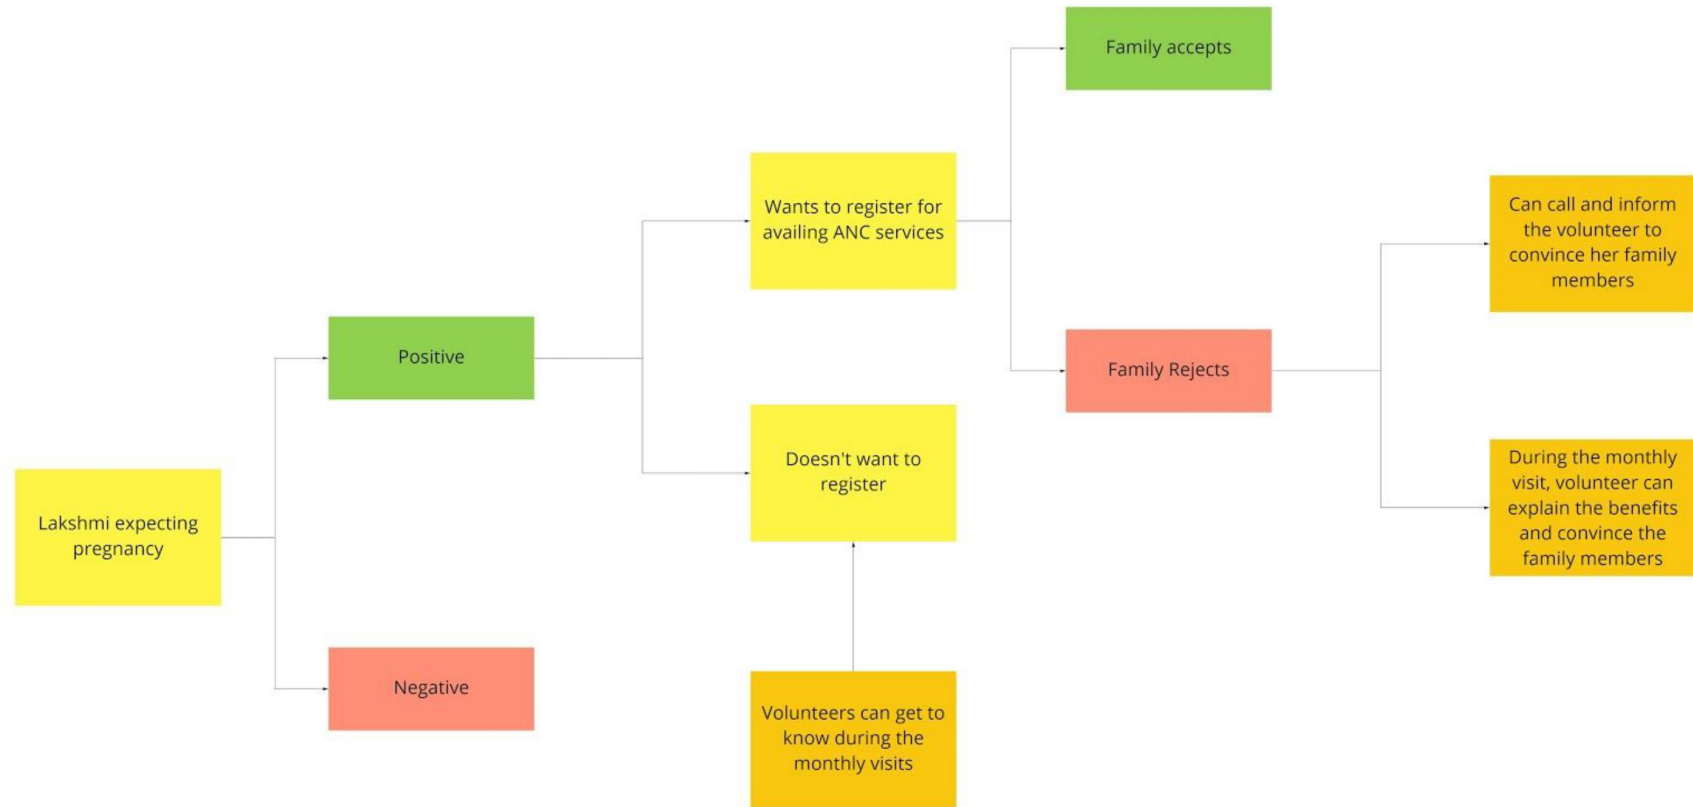 Family accepts
Wants to register for
availing ANC services
Can call and inform
the volunteer to
convince her family
members
Positive
Family Rejects
Doesn't want to
register
During the monthly
visit, volunteer can
explain the benefits
and convince the
family members
Lakshmi expecting
pregnancy
Negative
Volunteers can get to
know during the
monthly visits